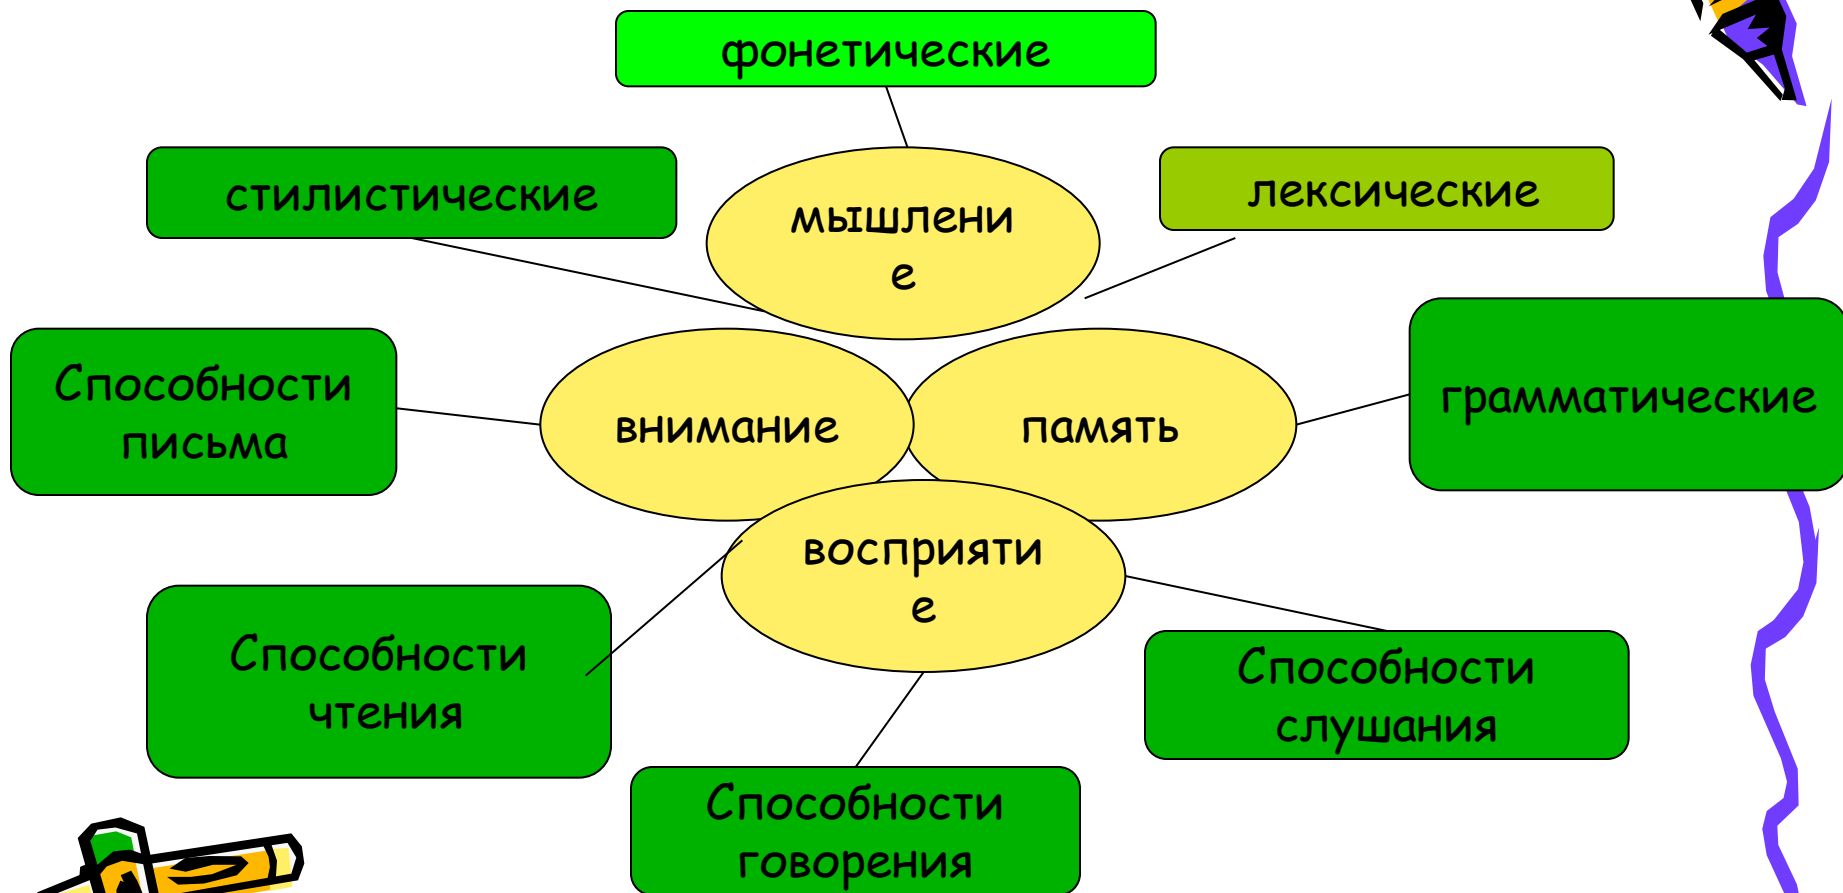 фонетические
стилистические
мышлени
е
лексические
Способности
письма
внимание
память
грамматические
восприяти
е
Способности
чтения
Способности
слушания
Способности
говорения